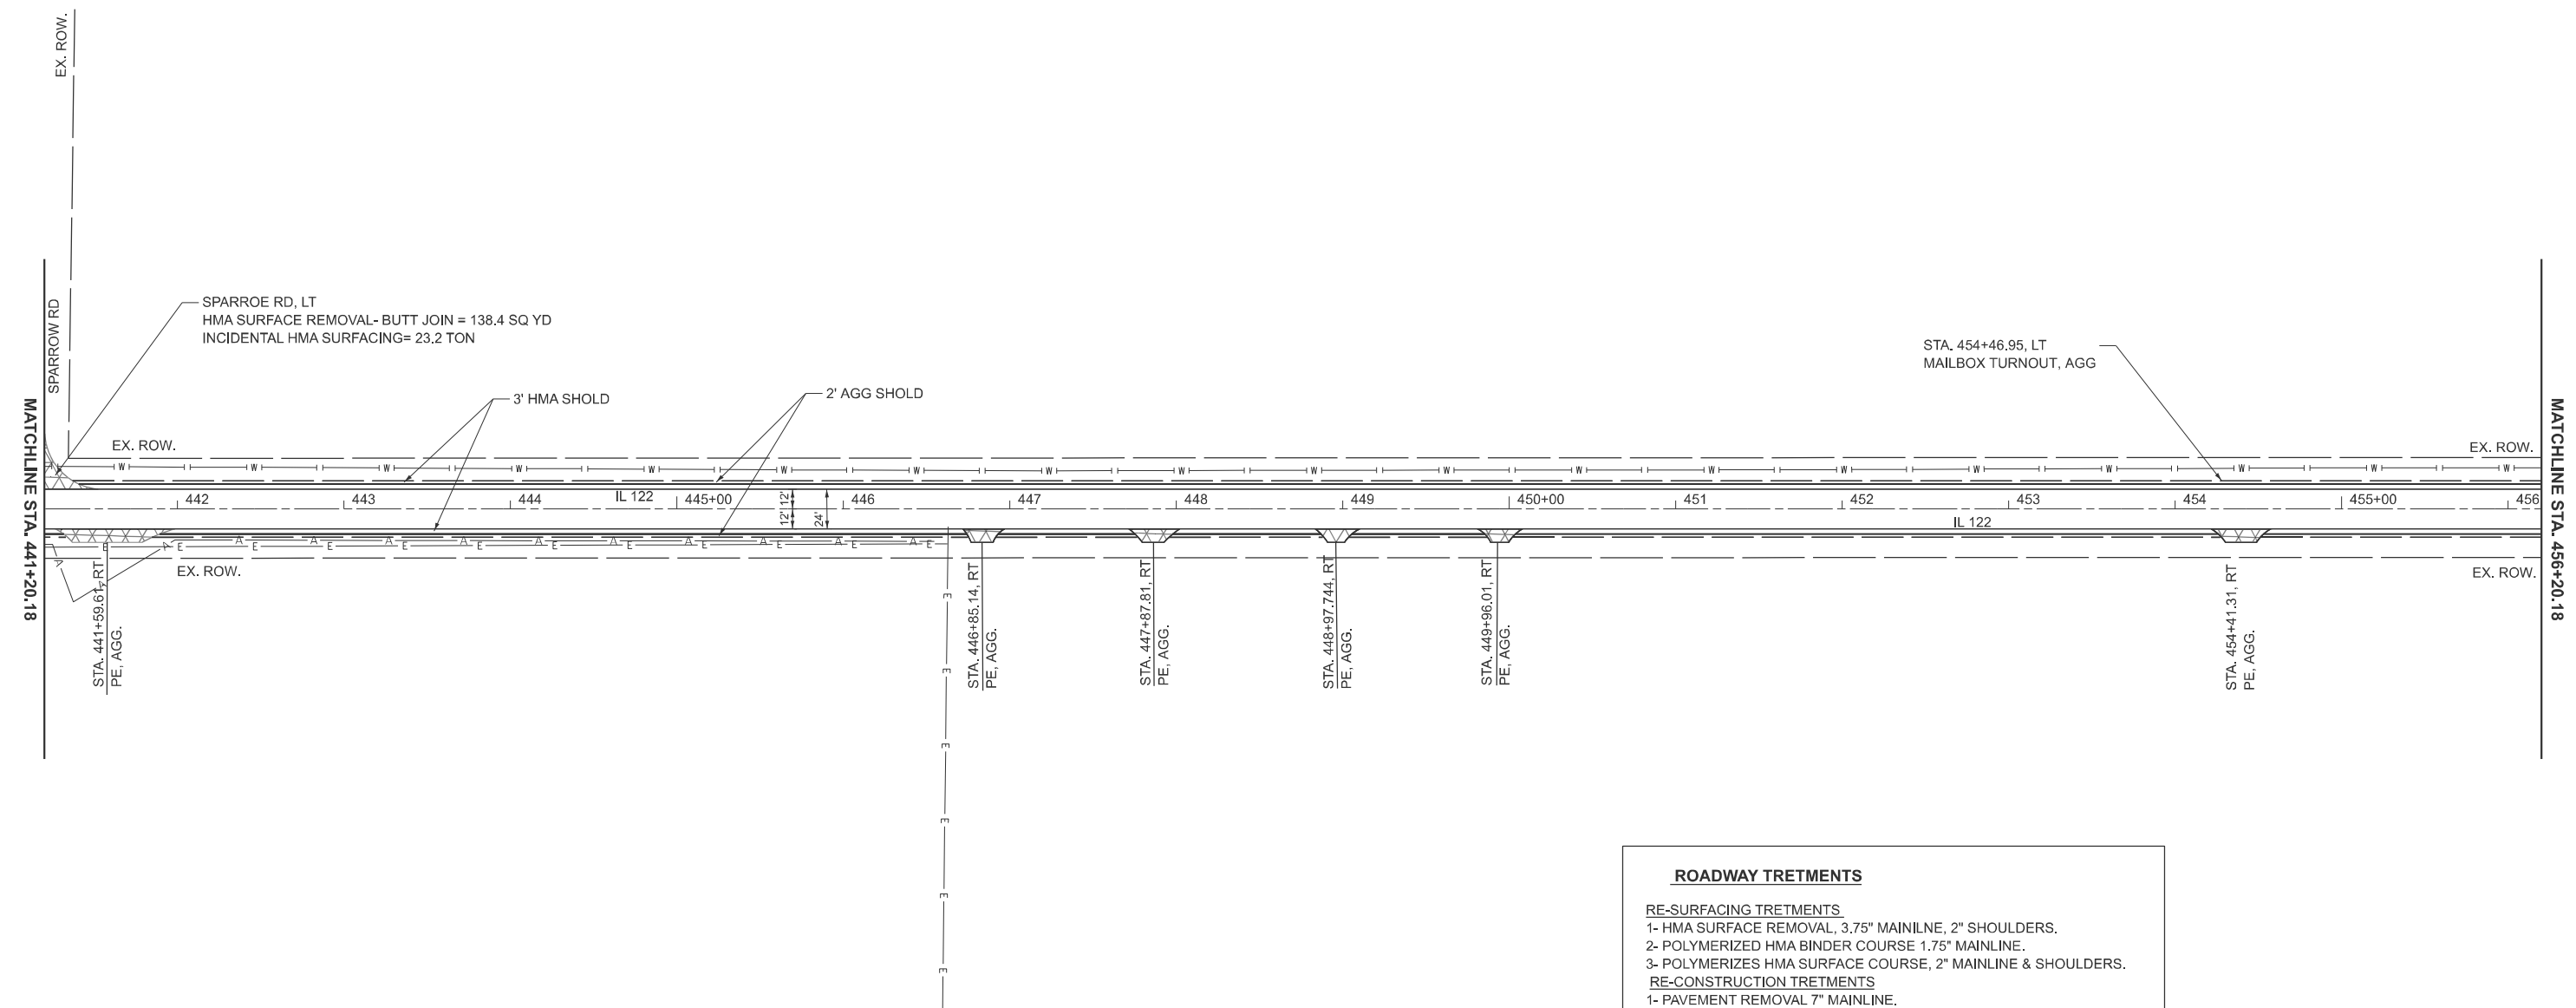 EX. ROW.
SPARROW RD
SPARROE RD, LT
HMA SURFACE REMOVAL- BUTT JOIN = 138.4 SQ YD
INCIDENTAL HMA SURFACING= 23.2 TON
3' HMA SHOLD
2' AGG SHOLD
STA. 454+46.95, LT
MAILBOX TURNOUT, AGG
MATCHLINE STA. 441+20.18
MATCHLINE STA. 456+20.18
EX. ROW.
EX. ROW.
W W W W W W W W W W W W W W W W W W W
442 443 444 IL 122 445+00 446 447 448 449 450+00 451 452 453 454 455+00 456
12' 12'
24'
IL 122
A E A E A E A E A E A E A E A E A E A E
EX. ROW.
EX. ROW.
STA. 441+59.61, RT
PE, AGG.
STA. 446+85.14, RT
PE, AGG.
STA. 447+87.81, RT
PE, AGG.
STA. 448+97.744, RT
PE, AGG.
STA. 449+96.01, RT
PE, AGG.
STA. 454+41.31, RT
PE, AGG.
E
E
E
E
E
E
ROADWAY TRETMENTS
RE-SURFACING TRETMENTS
1- HMA SURFACE REMOVAL, 3.75" MAINILNE, 2" SHOULDERS.
2- POLYMERIZED HMA BINDER COURSE 1.75" MAINLINE.
3- POLYMERIZES HMA SURFACE COURSE, 2" MAINLINE & SHOULDERS.
RE-CONSTRUCTION TRETMENTS
1- PAVEMENT REMOVAL 7" MAINLINE.